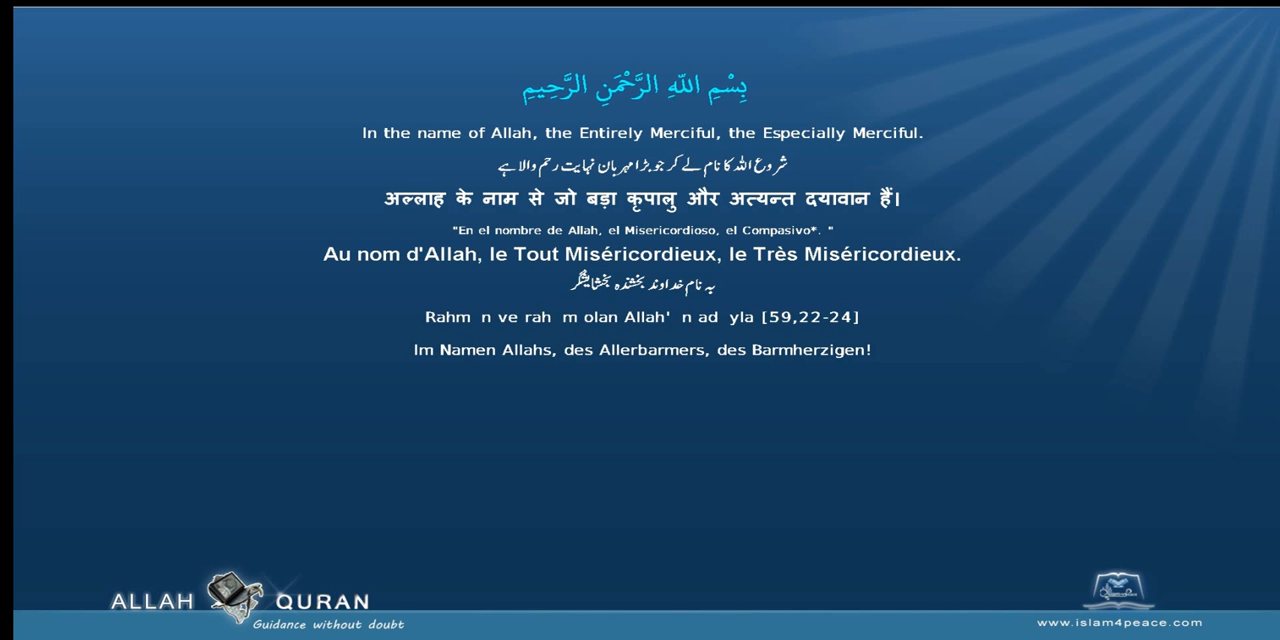 بِسْمِ اللَّهِ الرَّحْمَنِ الرَّحِيمِ
In the name of Allah, the Entirely Merciful, the Especially Merciful.
شروع الله کا نام لے کر جو بڑا مہربان نہایت رحم والا ہے
अल्लाह के नाम से जो बड़ा कृपालु और अत्यन्त दयावान हैं।
"En el nombre de Allah, el Misericordioso, el Compasivo*. "
Au nom d'Allah, le Tout Miséricordieux, le Très Miséricordieux.
به نام خداوند بخشنده بخشایشگر
Rahm n ve rah m olan Allah' n ad yla [59,22-24]
Im Namen Allahs, des Allerbarmers, des Barmherzigen!
ALLAH QURAN
Guidance without doubt
www.islam4peace.com